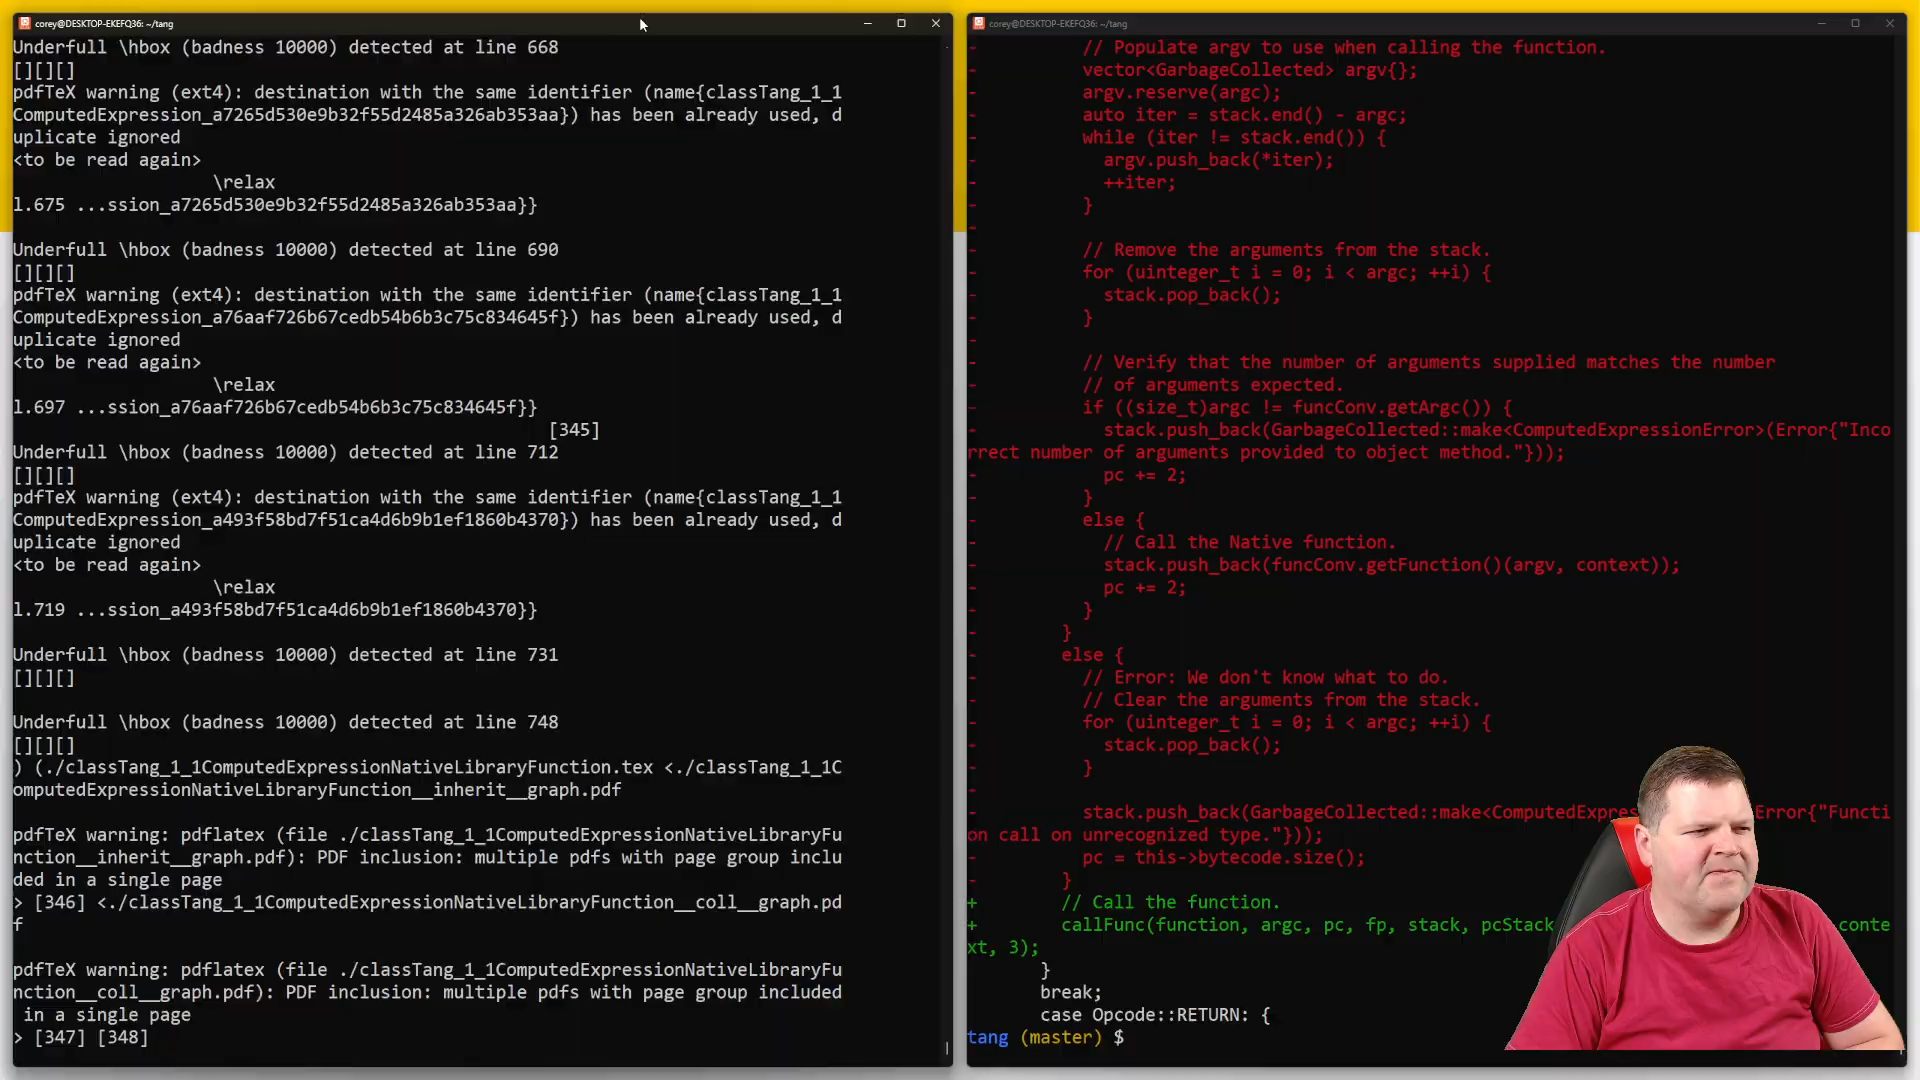 corey@DESKTOP-EKEFQ36: ~/tang
Underfull \hbox (badness 10000) detected at line 668
[][][]
pdfTeX warning (ext4): destination with the same identifier (name{classTang_1_1
ComputedExpression_a7265d530e9b32f55d2485a326ab353aa}) has been already used, d
uplicate ignored
<to be read again>
\relax
l.675 ...ssion_a7265d530e9b32f55d2485a326ab353aa}}
Underfull \hbox (badness 10000) detected at line 690
[][][]
pdfTeX warning (ext4): destination with the same identifier (name{classTang_1_1
ComputedExpression_a76aaf726b67cedb54b6b3c75c834645f}) has been already used, d
uplicate ignored
<to be read again>
\relax
l.697 ...ssion_a76aaf726b67cedb54b6b3c75c834645f}}
[345]
Underfull \hbox (badness 10000) detected at line 712
[][][]
pdfTeX warning (ext4): destination with the same identifier (name{classTang_1_1
ComputedExpression_a493f58bd7f51ca4d6b9b1ef1860b4370}) has been already used, d
uplicate ignored
<to be read again>
\relax
l.719 ...ssion_a493f58bd7f51ca4d6b9b1ef1860b4370}}
Underfull \hbox (badness 10000) detected at line 731
[][][]
Underfull \hbox (badness 10000) detected at line 748
[][][]
) (./classTang_1_1ComputedExpressionNativeLibraryFunction.tex <./classTang_1_1C
omputedExpressionNativeLibraryFunction__inherit__graph.pdf
pdfTeX warning: pdflatex (file ./classTang_1_1ComputedExpressionNativeLibraryFu
nction__inherit__graph.pdf): PDF inclusion: multiple pdfs with page group inclu
ded in a single page
> [346] <./classTang_1_1ComputedExpressionNativeLibraryFunction__coll__graph.pd
f
pdfTeX warning: pdflatex (file ./classTang_1_1ComputedExpressionNativeLibraryFu
nction__coll__graph.pdf): PDF inclusion: multiple pdfs with page group included
in a single page
> [347] [348]
corey@DESKTOP-EKEFQ36: ~/tang
- // Populate argv to use when calling the function.
- vector<GarbageCollected> argv{};
- argv.reserve(argc);
- auto iter = stack.end() - argc;
- while (iter != stack.end()) {
- argv.push_back(*iter);
- ++iter;
- }
-
- // Remove the arguments from the stack.
- for (uinteger_t i = 0; i < argc; ++i) {
- stack.pop_back();
- }
-
- // Verify that the number of arguments supplied matches the number
- // of arguments expected.
- if ((size_t)argc != funcConv.getArgc()) {
- stack.push_back(GarbageCollected::make<ComputedExpressionError>(Error{"Inco
rrect number of arguments provided to object method."}));
- pc += 2;
- }
- else {
- // Call the Native function.
- stack.push_back(funcConv.getFunction()(argv, context));
- pc += 2;
- }
- }
- else {
- // Error: We don't know what to do.
- // Clear the arguments from the stack.
- for (uinteger_t i = 0; i < argc; ++i) {
- stack.pop_back();
- }
-
- stack.push_back(GarbageCollected::make<ComputedExpres Error{"Functi
on call on unrecognized type."}));
- pc = this->bytecode.size();
- }
+ // Call the function.
+ callFunc(function, argc, pc, fp, stack, pcStack conte
xt, 3);
}
break;
case Opcode::RETURN: {
tang (master) $